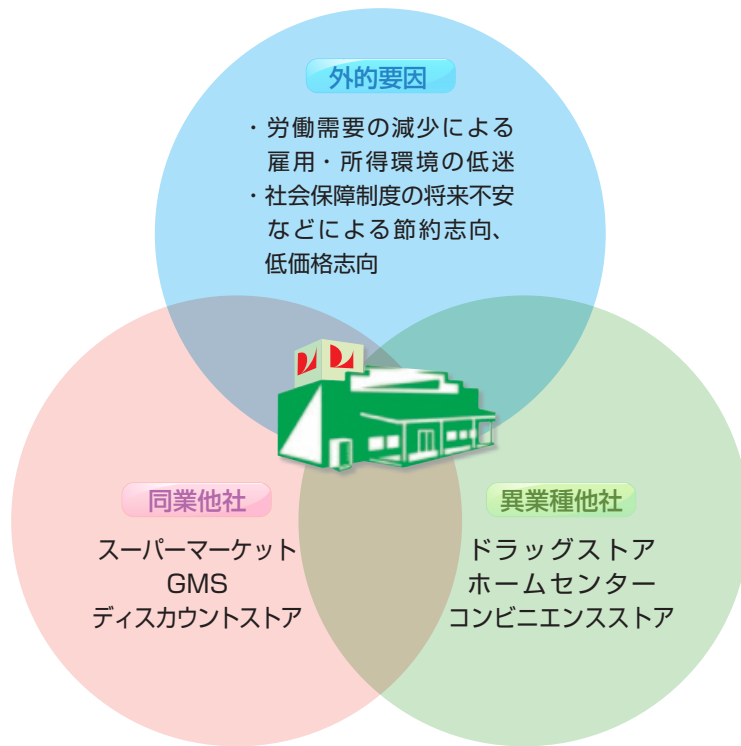 外的要因
・労働需要の減少による
雇用・所得環境の低迷
・社会保障制度の将来不安
などによる節約志向、
低価格志向
同業他社
スーパーマーケット
GMS
ディスカウントストア
異業種他社
ドラッグストア
ホームセンター
コンビニエンスストア